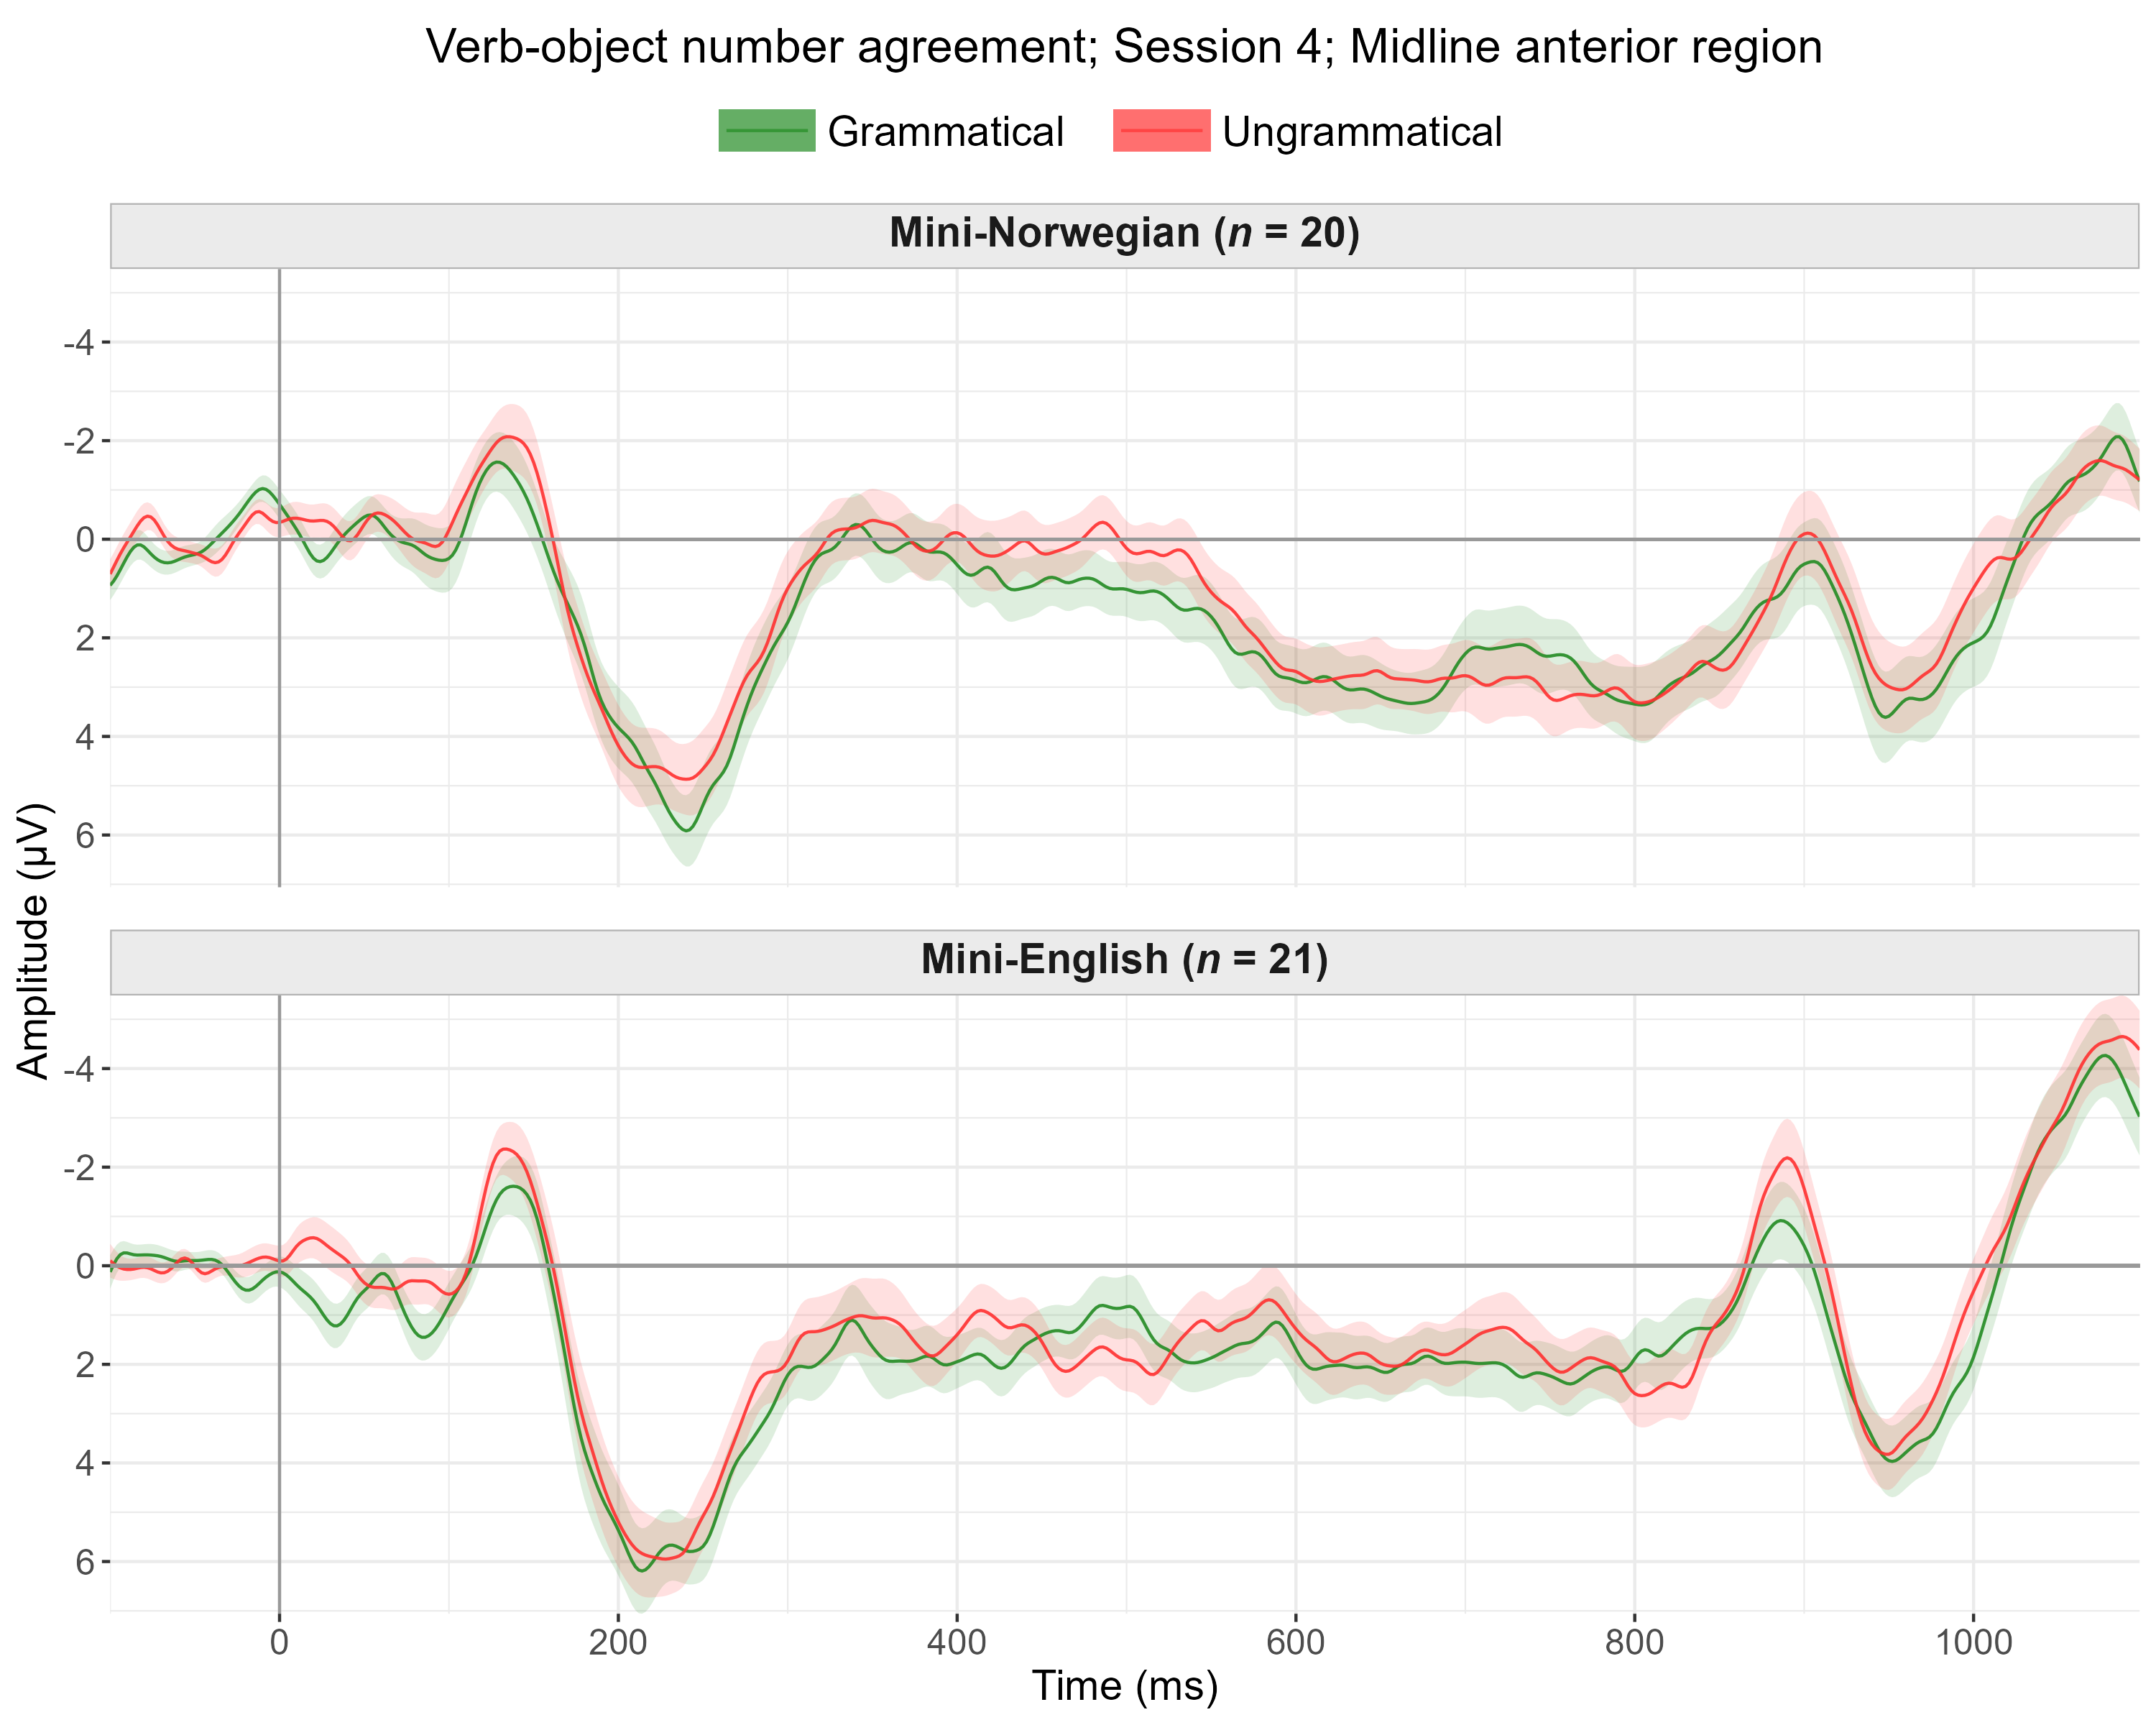 Verb-object number agreement; Session 4; Midline anterior region
Grammatical Ungrammatical
Mini-Norwegian (n = 20)
-4
-2
0
2
4
6
Mini-English (n = 21)
-4
-2
0
2
4
6
Amplitude (µV)
0 200 400 600 800 1000
Time (ms)